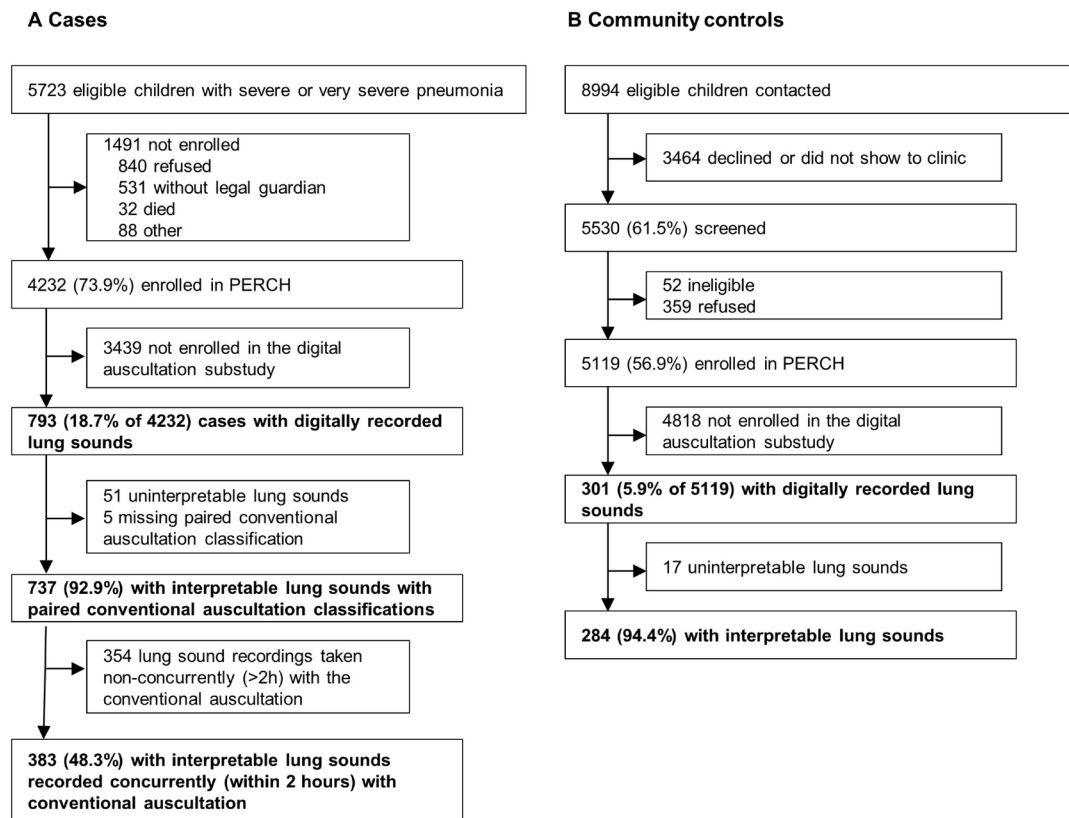 A Cases
5723 eligible children with severe or very severe pneumonia
1491 not enrolled
840 refused
531 without legal guardian
32 died
88 other
4232 (73.9%) enrolled in PERCH
3439 not enrolled in the digital
auscultation substudy
793 (18.7% of 4232) cases with digitally recorded
lung sounds
51 uninterpretable lung sounds
5 missing paired conventional
auscultation classification
737 (92.9%) with interpretable lung sounds with
paired conventional auscultation classifications
354 lung sound recordings taken
non-concurrently (>2h) with the
conventional auscultation
383 (48.3%) with interpretable lung sounds
recorded concurrently (within 2 hours) with
conventional auscultation
B Community controls
8994 eligible children contacted
3464 declined or did not show to clinic
5530 (61.5%) screened
52 ineligible
359 refused
5119 (56.9%) enrolled in PERCH
4818 not enrolled in the digital
auscultation substudy
301 (5.9% of 5119) with digitally recorded lung
sounds
17 uninterpretable lung sounds
284 (94.4%) with interpretable lung sounds